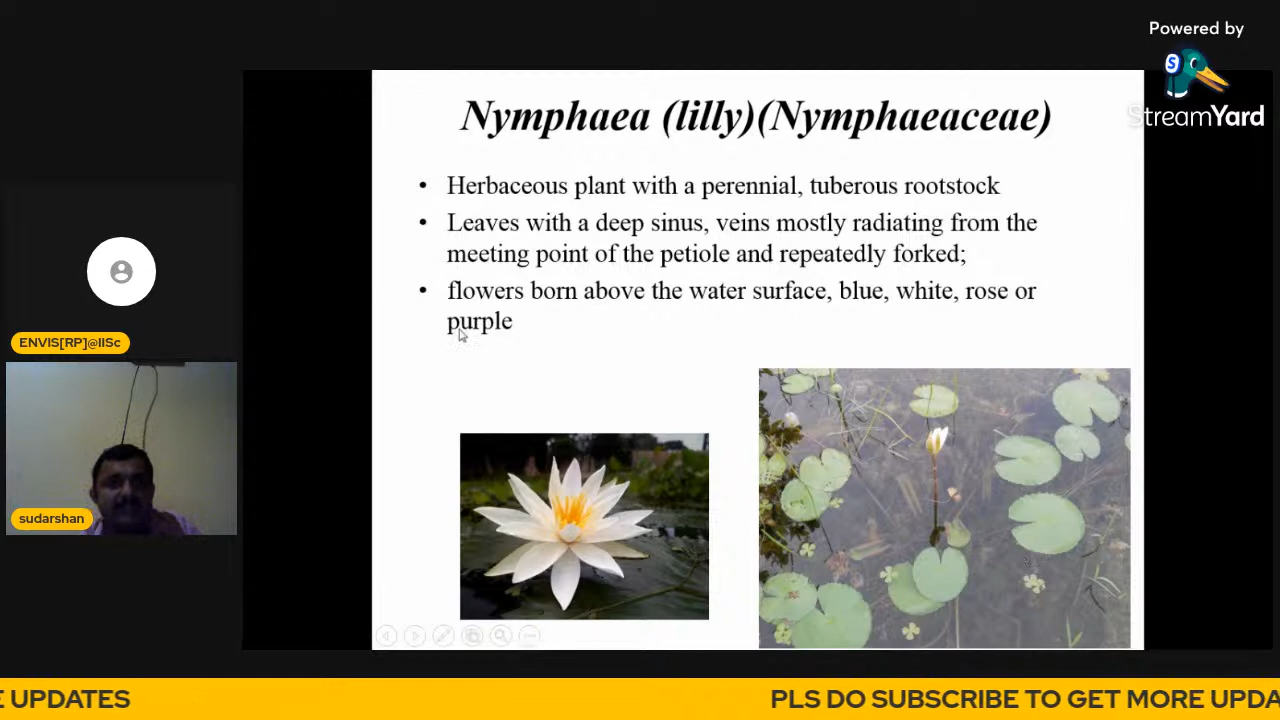 Powered by
S
StreamYard
Nymphaea (lilly)(Nymphaeaceae)
• Herbaceous plant with a perennial, tuberous rootstock
• Leaves with a deep sinus, veins mostly radiating from the
meeting point of the petiole and repeatedly forked;
• flowers born above the water surface, blue, white, rose or
purple
ENVIS[RP]@IISc
sudarshan
E UPDATES
PLS DO SUBSCRIBE TO GET MORE UPDA